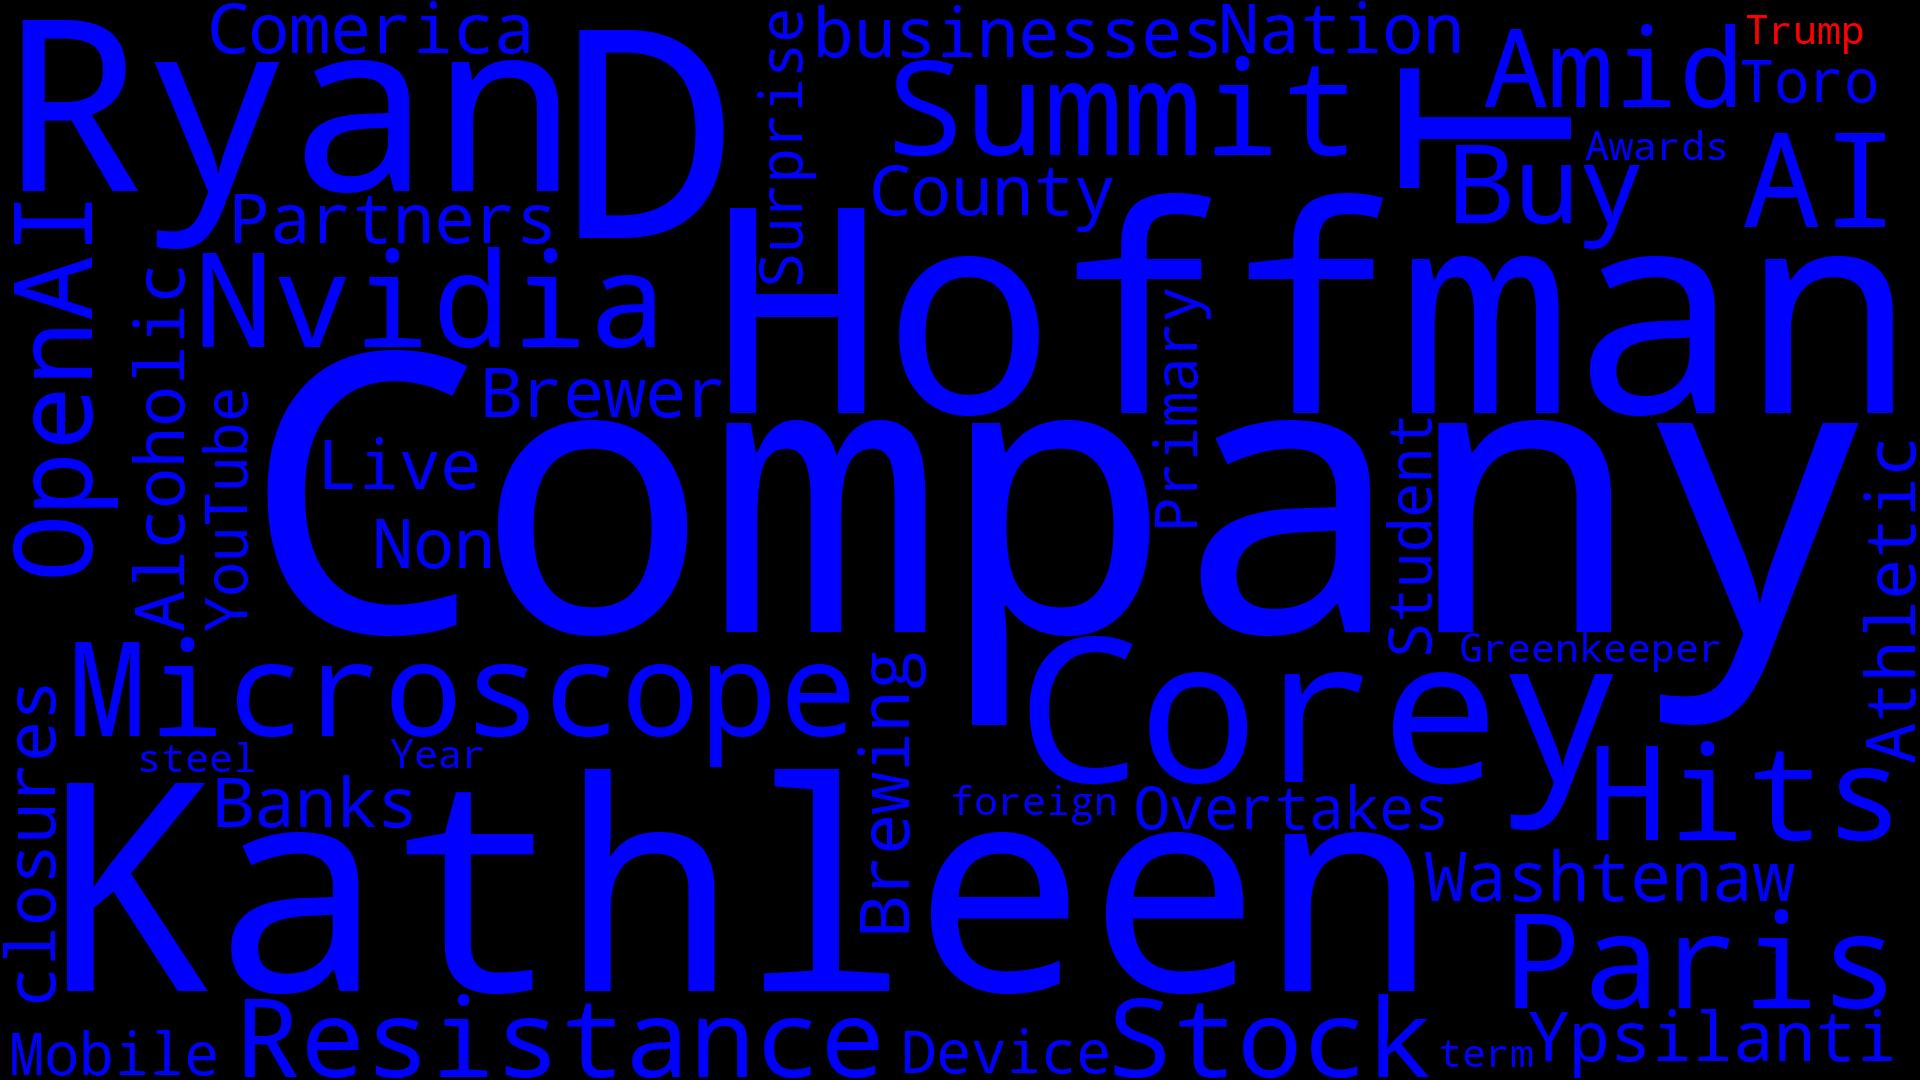 Comerica
Ryan
D
Surprise
businesses
Nation
Summit
T
Amid
Trump
Toro
Awards
Buy
AI
County
Partners
OpenAI
Nvidia
Alcoholic
YouTube
Hoffman
Brewer
Live
Non
Company
Primary
Student
Athletic
Microscope
Corey
Greenkeeper
closures
steel
Year
Banks
Brewing
foreign
Overtakes
Hits
Kathleen
Washtenaw
Paris
Mobile
Resistance
Device
Stock
term
Ypsilanti